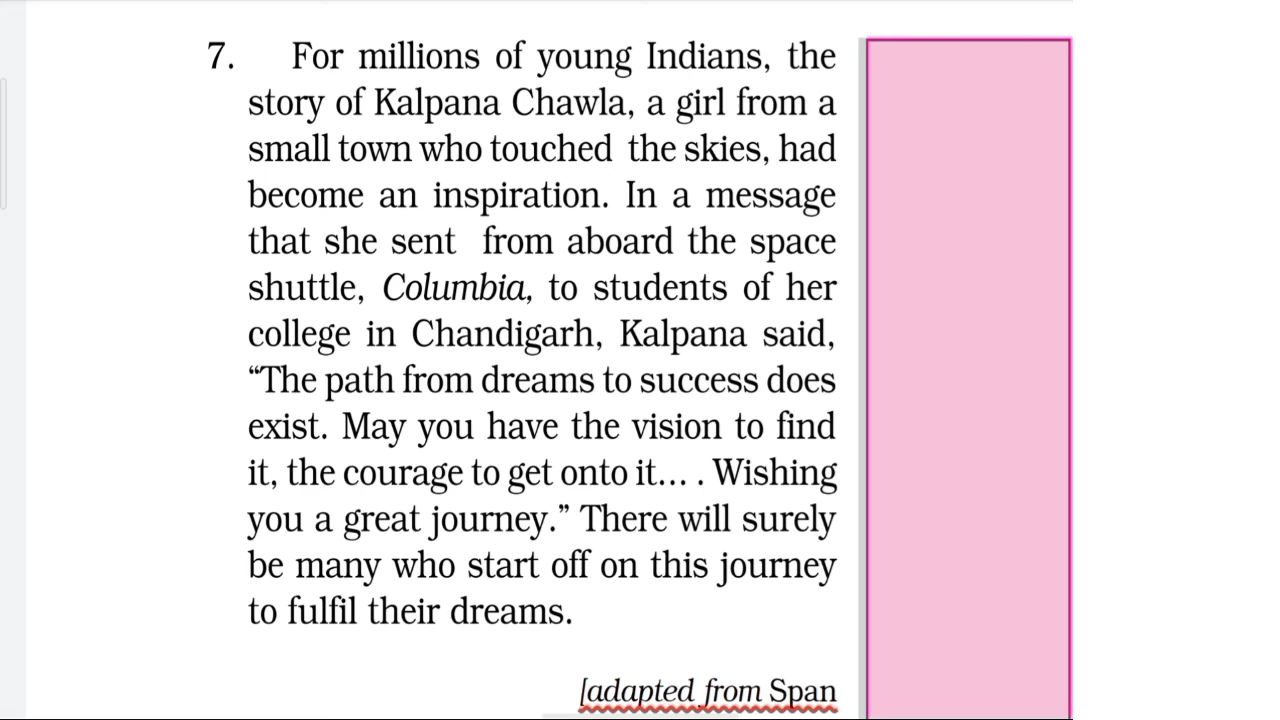 7. For millions of young Indians, the
story of Kalpana Chawla, a girl from a
small town who touched the skies, had
become an inspiration. In a message
that she sent from aboard the space
shuttle, Columbia, to students of her
college in Chandigarh, Kalpana said,
“The path from dreams to success does
exist. May you have the vision to find
it, the courage to get onto it... . Wishing
you a great journey.” There will surely
be many who start off on this journey
to fulfil their dreams.
[adapted from Span